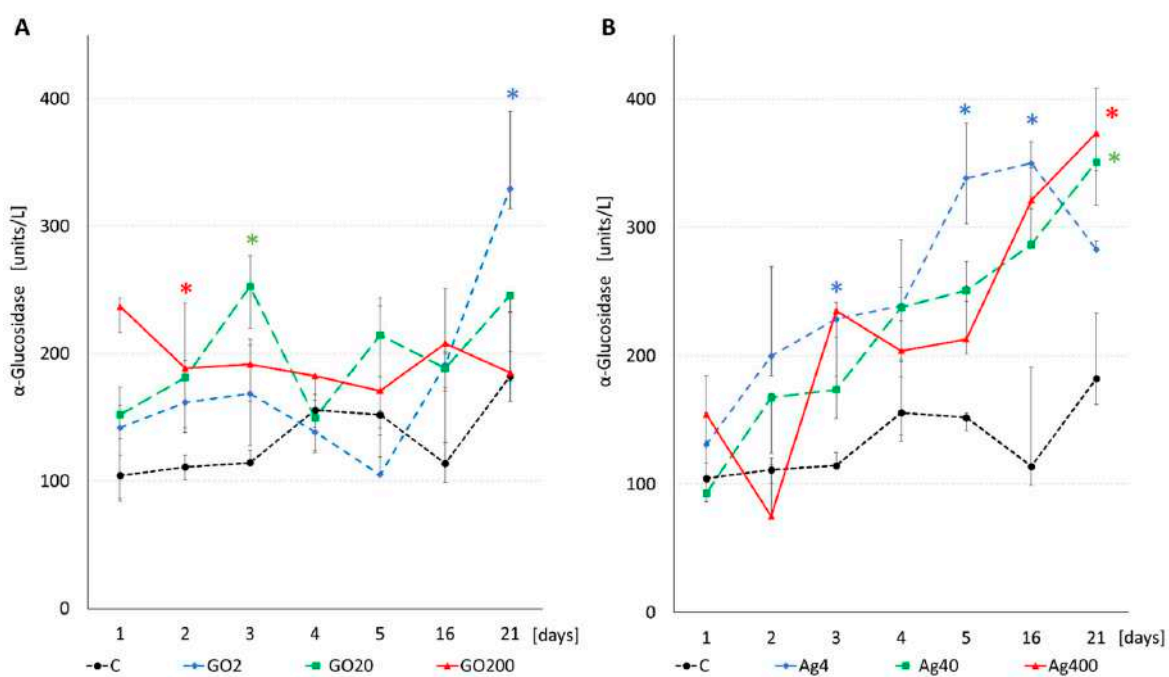 A
α-Glucosidase [units/L]
400
300
200
100
0
*
*
*
1 2 3 4 5 16 21 [days]
C GO2 GO20 GO200
B
α-Glucosidase [units/L]
400
300
200
100
0
*
*
*
*
*
1 2 3 4 5 16 21 [days]
C Ag4 Ag40 Ag400